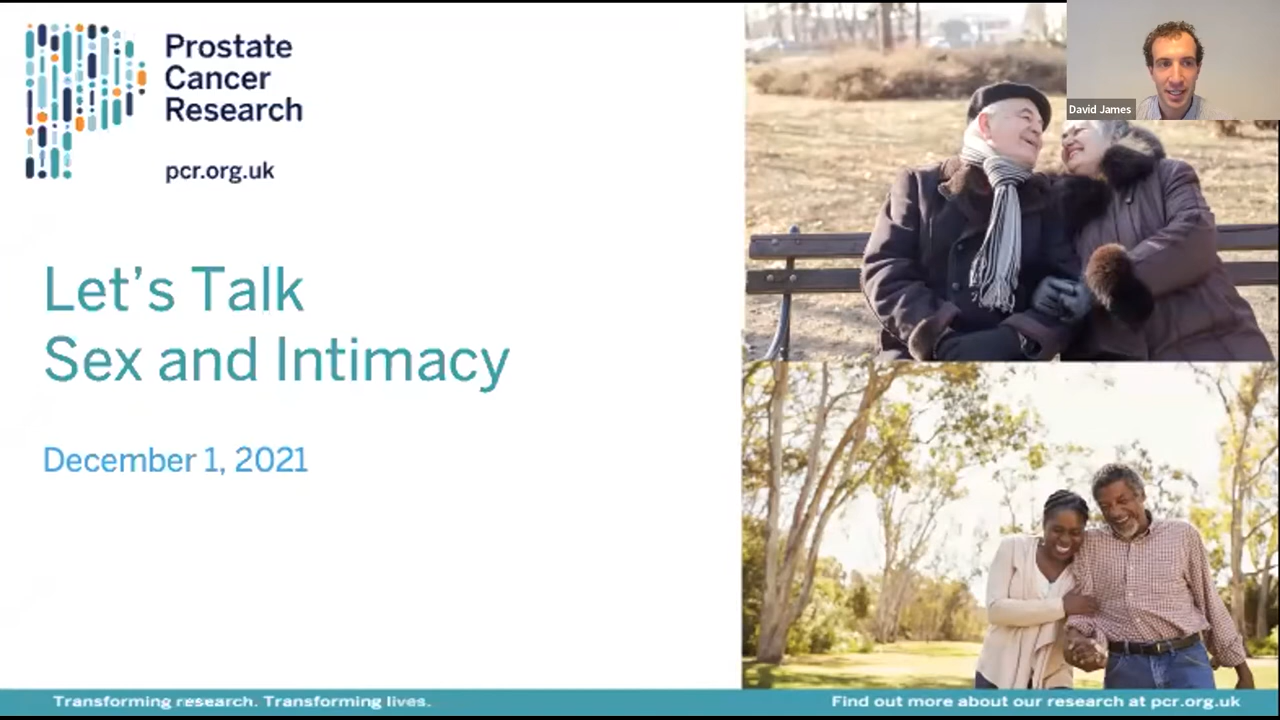 Prostate
Cancer
Research
pcr.org.uk
David James
Let's Talk
Sex and Intimacy
December 1, 2021
Transforming research. Transforming lives.
Find out more about our research at pcr.org.uk